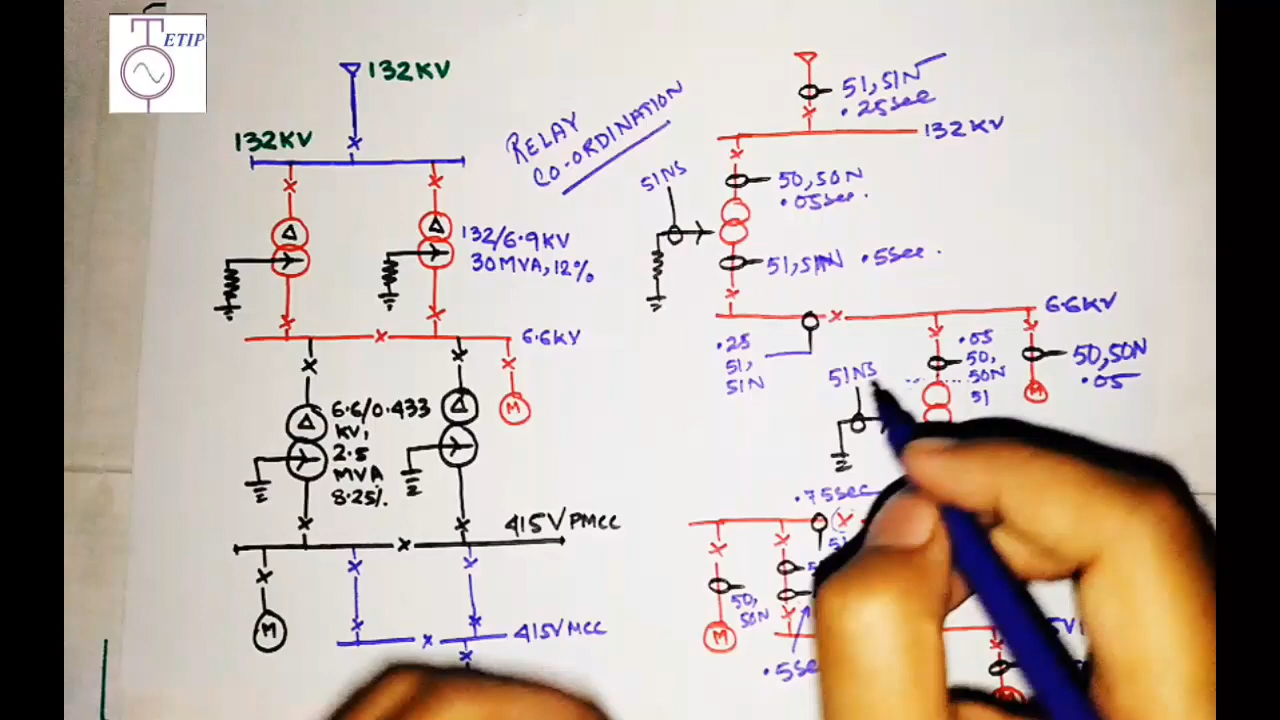 ETIP
132KV
132KV
132/6.9KV
30MVA, 12%
6.6KV
M
6.6/0.433
KV,
2.5
MVA
8.25%.
415V PMCC
M
415V MCC
RELAY
CO-ORDINATION
51, 51N
.25sec
132KV
51NS
50, 50N
.05sec.
51, 51N .5sec.
6.6KV
.25
51,
51N
.05
50,
50N
51
50, 50N
.05
M
51NS
.75sec
50,
50N
M
.5sec